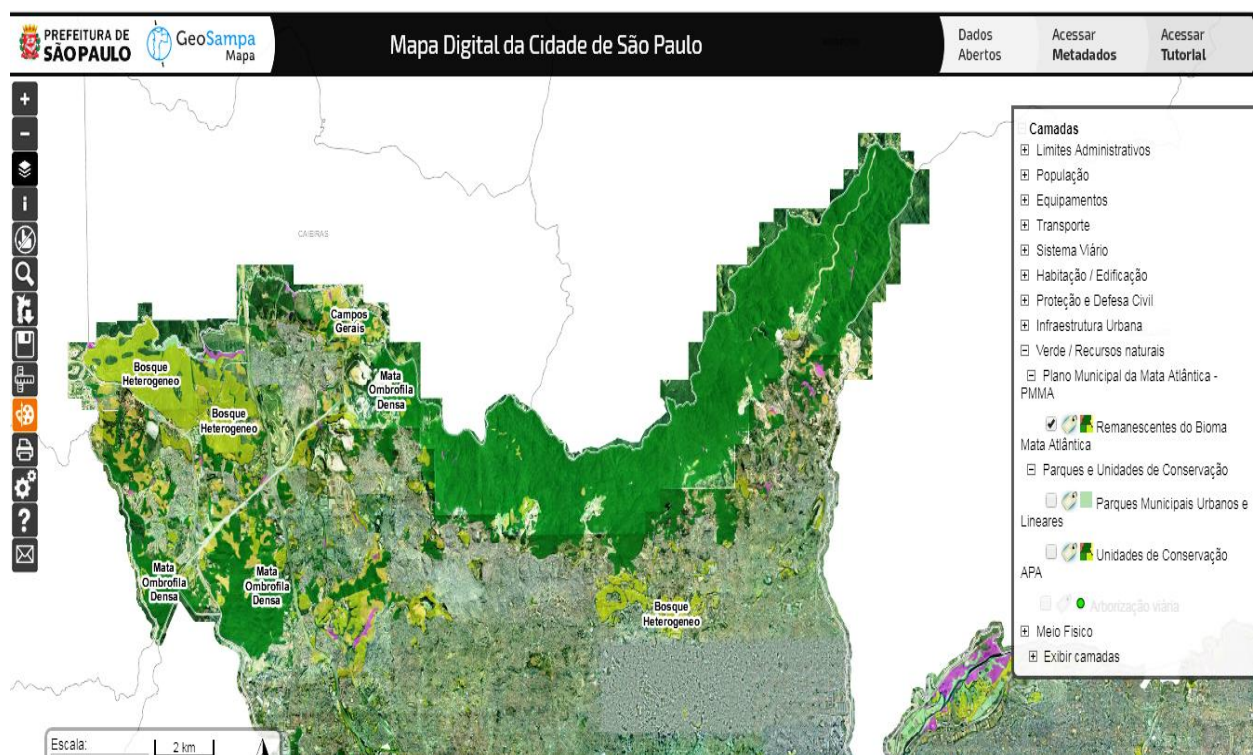 PREFEITURA DE
SÃO PAULO
GeoSampa
Mapa
Mapa Digital da Cidade de São Paulo
Dados
Abertos
Acessar
Metadados
Acessar
Tutorial
CAIEIRAS
Campos
Gerais
Bosque
Heterogeneo
Mata
Ombrofila
Densa
Bosque
Heterogeneo
Mata
Ombrofila
Densa
Mata
Ombrofila
Densa
Bosque
Heterogeneo
Camadas
Limites Administrativos
População
Equipamentos
Transporte
Sistema Viário
Habitação / Edificação
Proteção e Defesa Civil
Infraestrutura Urbana
Verde / Recursos naturais
Plano Municipal da Mata Atlântica -
PMMA
Remanescentes do Bioma
Mata Atlântica
Parques e Unidades de Conservação
Parques Municipais Urbanos e
Lineares
Unidades de Conservação
APA
Arborização viária
Meio Fisico
Exibir camadas
Escala:
2 km